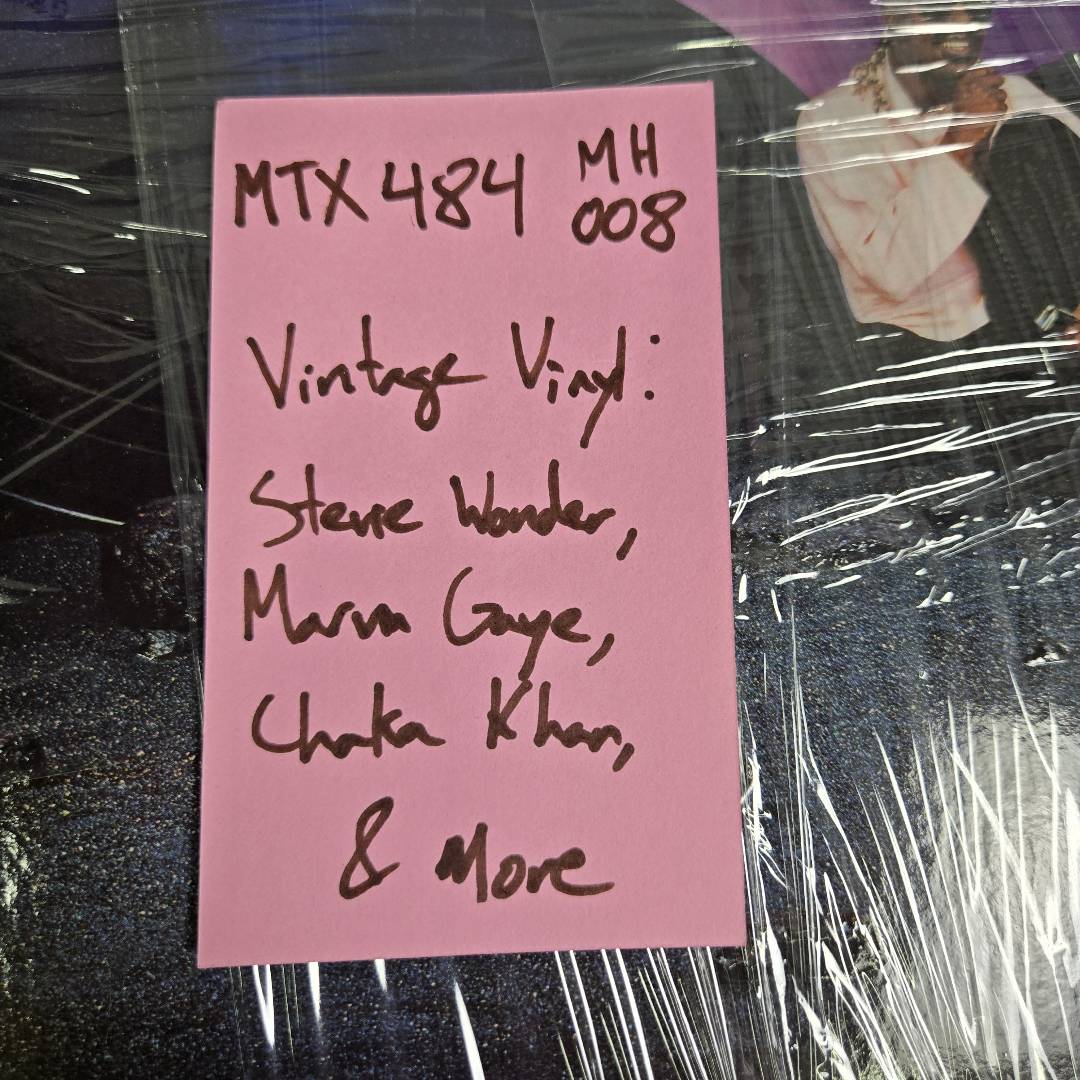 MTX 484 MH 008
Vintage Vinyl:
Stevie Wonder,
Marvin Gaye,
Chaka Khan,
& More